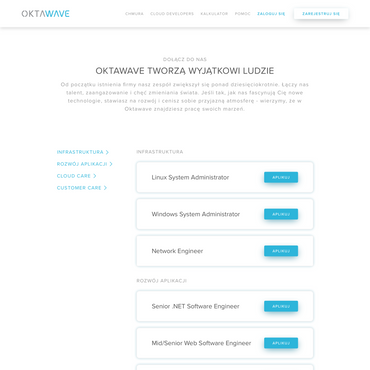 OKTAWAVE
CHMURA CLOUD DEVELOPERS KALKULATOR POMOC ZALOGUJ SIĘ ZAREJESTRUJ SIĘ
DOŁĄCZ DO NAS
OKTAWAVE TWORZĄ WYJĄTKOWI LUDZIE
Od początku istnienia firmy nasz zespół zwiększył się ponad dziesięciokrotnie. Łączy nas
talent, zaangażowanie i chęć zmieniania świata. Jeśli tak, jak nas fascynują Cię nowe
technologie, stawiasz na rozwój i cenisz sobie przyjazną atmosferę - wierzymy, że w
Oktawave znajdziesz pracę swoich marzeń.
INFRASTRUKTURA
ROZWÓJ APLIKACJI
CLOUD CARE
CUSTOMER CARE
INFRASTRUKTURA
Linux System Administrator APLIKUJ
Windows System Administrator APLIKUJ
Network Engineer APLIKUJ
ROZWÓJ APLIKACJI
Senior .NET Software Engineer APLIKUJ
Mid/Senior Web Software Engineer APLIKUJ